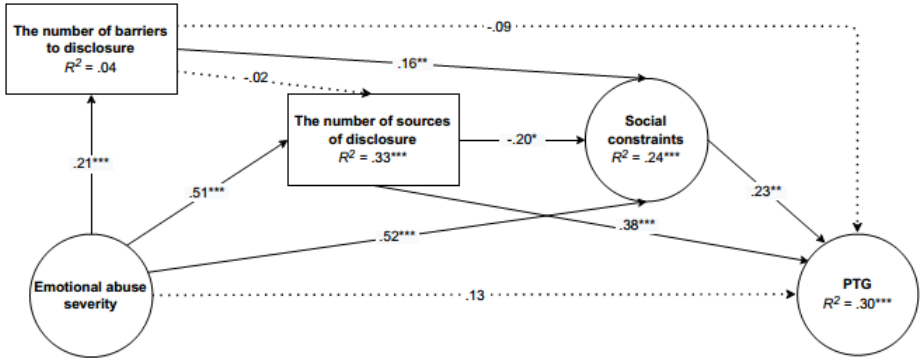 The number of barriers
to disclosure
R² = .04
-.09
.16**
-.02
The number of sources
of disclosure
R² = .33***
Social
constraints
R² = .24***
-.20*
.21***
.51***
.23**
.38***
.52***
Emotional abuse
severity
.13
PTG
R² = .30***